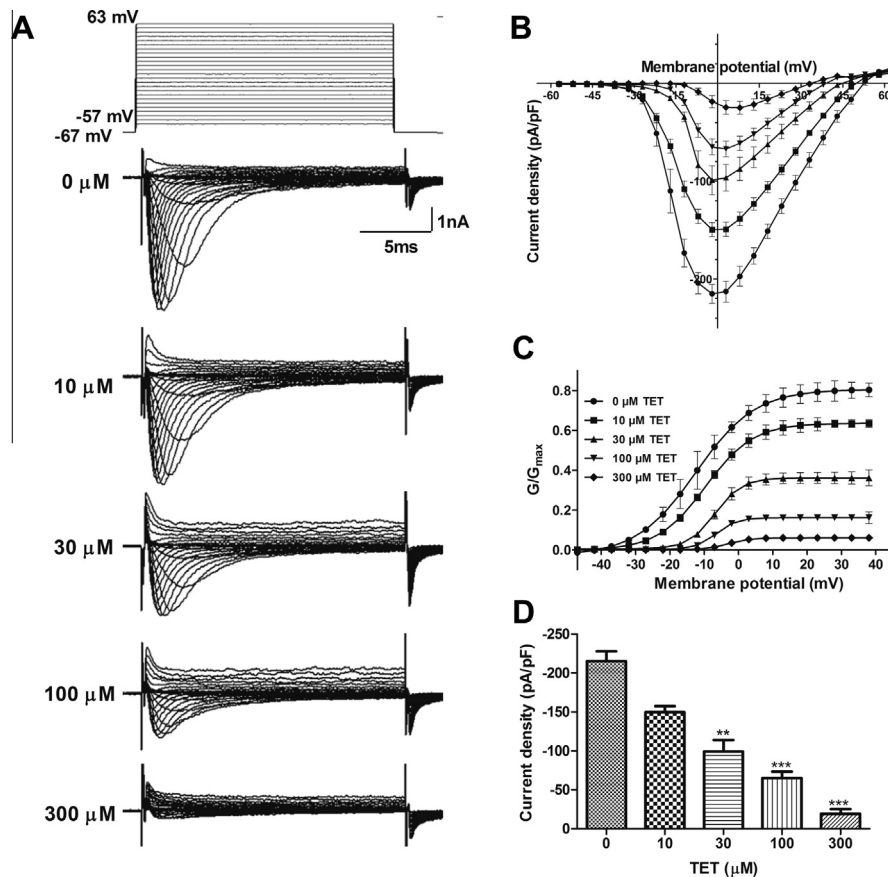 A
63 mV
-57 mV
-67 mV
0 µM
1nA
5ms
10 µM
30 µM
100 µM
300 µM
B
Membrane potential (mV)
-60 -45 -30 -15 15 30 45 60
-100
-200
Current density (pA/pF)
C
0.8
0.6
0.4
0.2
0.0
G/Gmax
0 µM TET
10 µM TET
30 µM TET
100 µM TET
300 µM TET
-40 -30 -20 -10 0 10 20 30 40
Membrane potential (mV)
D
-250
-200
-150
-100
-50
0
Current density (pA/pF)
**
***
***
0 10 30 100 300
TET (µM)